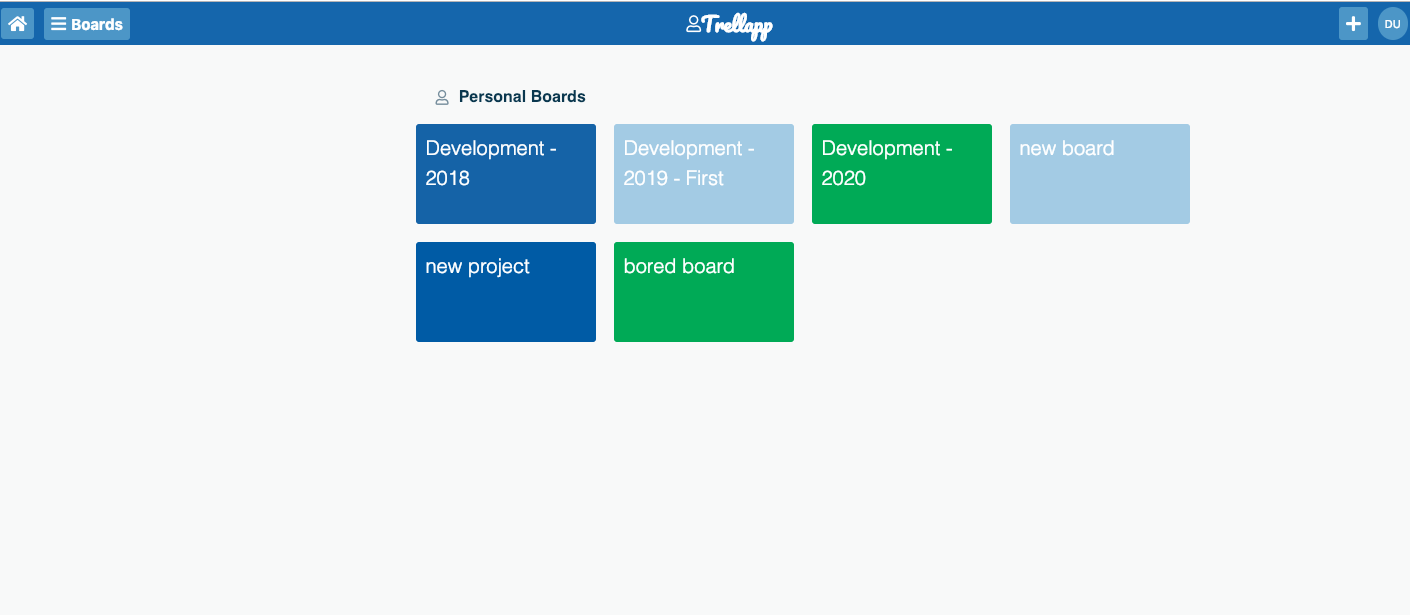 Boards
Trellapp
DU
Personal Boards
Development -
2018
Development -
2019 - First
Development -
2020
new board
new project
bored board